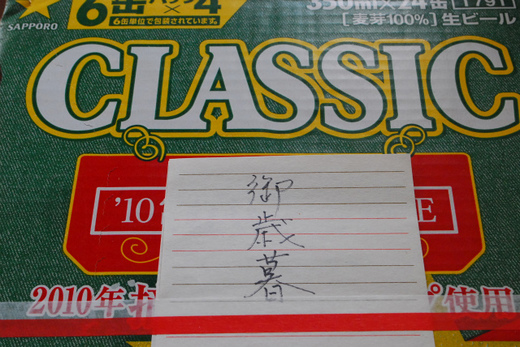 SAPPORO
6缶パック×4
6缶単位で包装されています。
350ml×24缶 1791
[麦芽100%]生ビール
CLASSIC
'10
E
御歳暮
2010年 使用